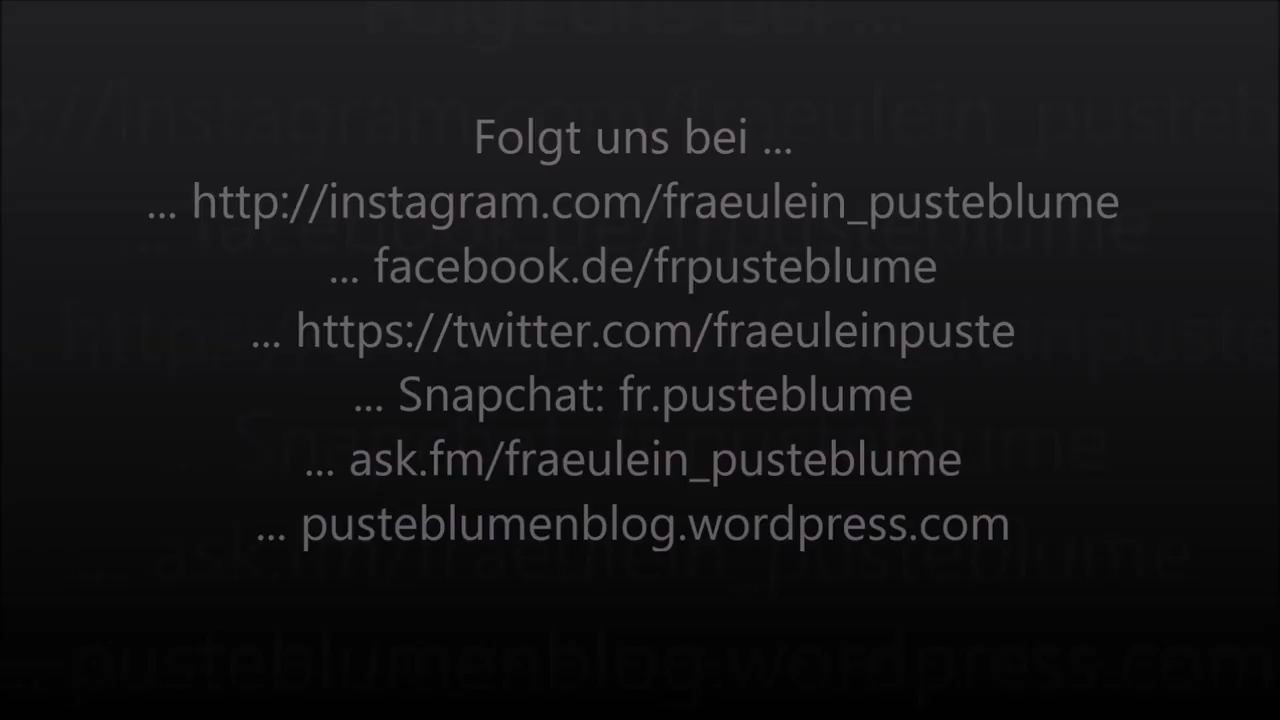 Folgt uns bei ...
... http://instagram.com/fraeulein_pusteblume
... facebook.de/frpusteblume
... https://twitter.com/fraeuleinpuste
... Snapchat: fr.pusteblume
... ask.fm/fraeulein_pusteblume
... pusteblumenblog.wordpress.com